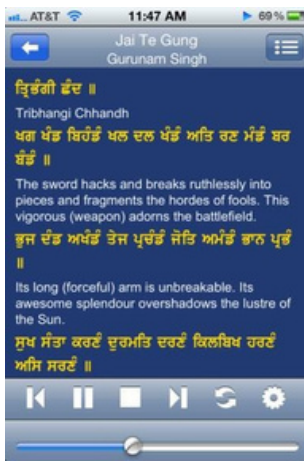 AT&T 11:47 AM 69%
Jai Te Gung
Gurunam Singh
ਤ੍ਰਿਭੰਗੀ ਛੰਦ ॥
Tribhangi Chhandh
ਖਗ ਖੰਡ ਬਿਹੰਡੰ ਖਲ ਦਲ ਖੰਡੰ ਅਤਿ ਰਣ ਮੰਡੰ ਬਰ
ਬੰਡੰ ॥
The sword hacks and breaks ruthlessly into
pieces and fragments the hordes of fools. This
vigorous (weapon) adorns the battlefield.
ਭੁਜ ਦੰਡ ਅਖੰਡੰ ਤੇਜ ਪ੍ਰਚੰਡੰ ਜੋਤਿ ਅਮੰਡੰ ਭਾਨ ਪ੍ਰਭੰ
॥
Its long (forceful) arm is unbreakable. Its
awesome splendour overshadows the lustre of
the Sun.
ਸੁਖ ਸੰਤਾ ਕਰਣੰ ਦੁਰਮਤਿ ਦਰਣੰ ਕਿਲਬਿਖ ਹਰਣੰ
ਅਸਿ ਸਰਣੰ ॥